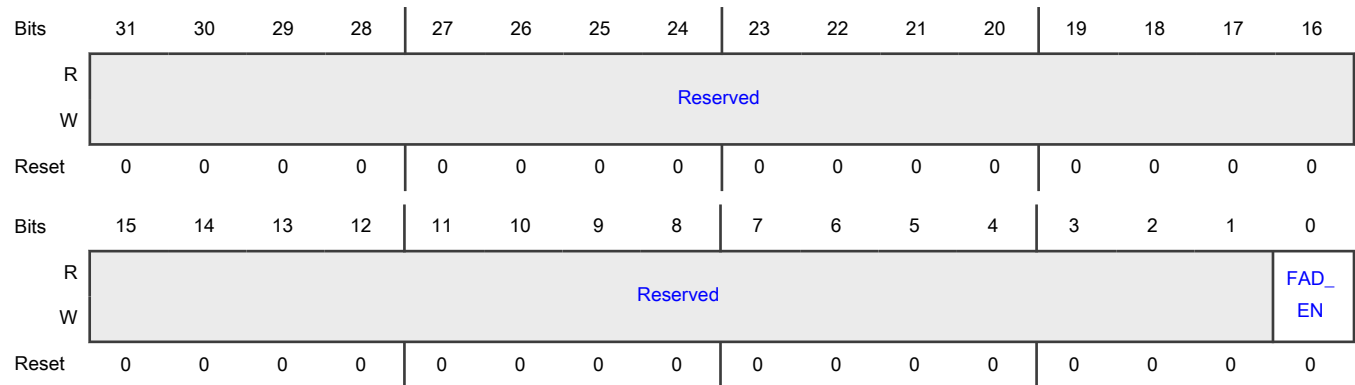 Bits 31 30 29 28 27 26 25 24 23 22 21 20 19 18 17 16
R
Reserved
W
Reset 0 0 0 0 0 0 0 0 0 0 0 0 0 0 0 0
Bits 15 14 13 12 11 10 9 8 7 6 5 4 3 2 1 0
R
Reserved
FAD_
EN
W
Reset 0 0 0 0 0 0 0 0 0 0 0 0 0 0 0 0